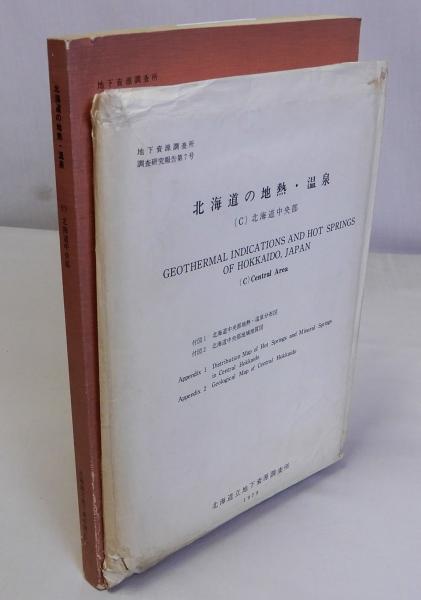 地下資源調査所
北海道の地熱・温泉
地下資源調査所
調査研究報告第7号
北海道の地熱・温泉
(C) 北海道中央部
GEOTHERMAL INDICATIONS AND HOT SPRINGS
OF HOKKAIDO, JAPAN
(C) Central Area
付図1 北海道中央部地熱・温泉分布図
付図2 北海道中央部地域地質図
Appendix 1 Distribution Map of Hot Springs and Mineral Springs
in Central Hokkaido
Appendix 2 Geological Map of Central Hokkaido
北海道立地下資源調査所
1979